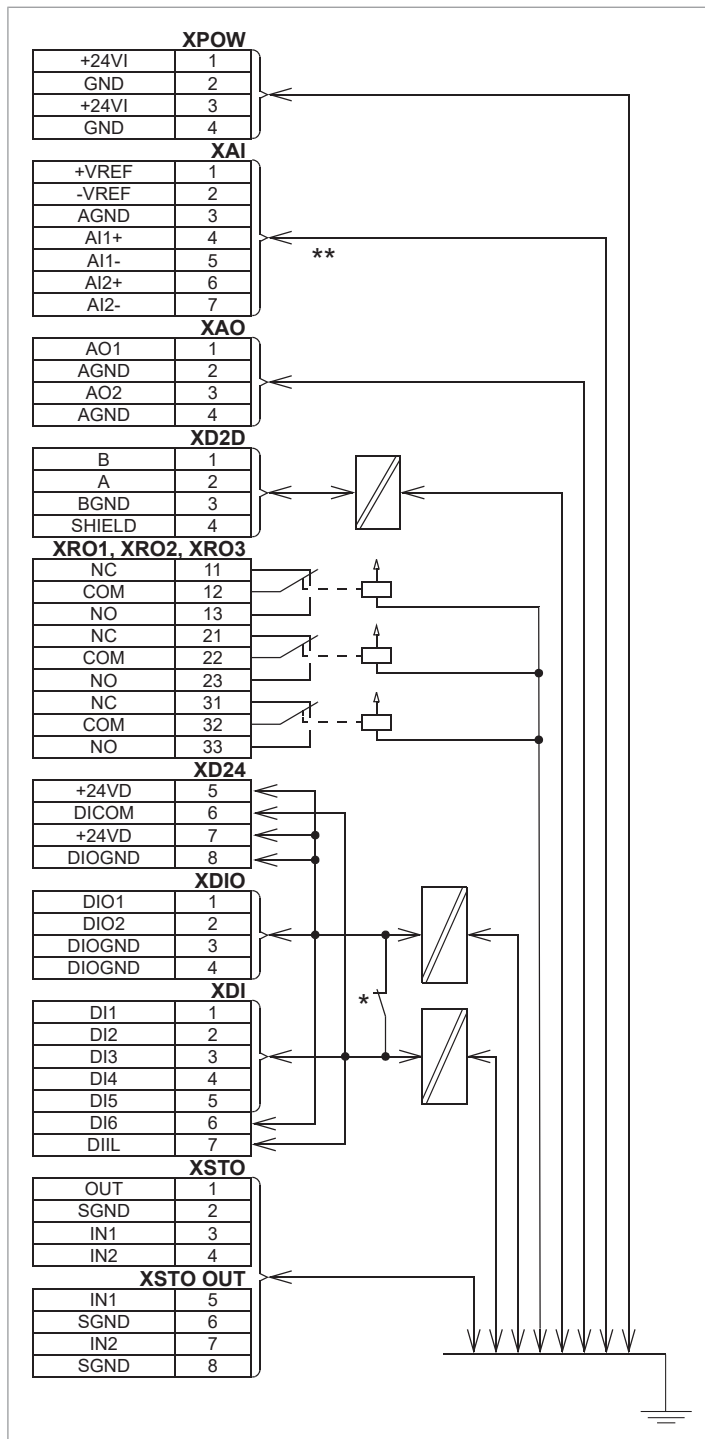 XPOW
+24VI 1
GND 2
+24VI 3
GND 4
XAI
+VREF 1
-VREF 2
AGND 3
AI1+ 4
AI1- 5
AI2+ 6
AI2- 7
**
XAO
AO1 1
AGND 2
AO2 3
AGND 4
XD2D
B 1
A 2
BGND 3
SHIELD 4
XRO1, XRO2, XRO3
NC 11
COM 12
NO 13
NC 21
COM 22
NO 23
NC 31
COM 32
NO 33
XD24
+24VD 5
DICOM 6
+24VD 7
DIOGND 8
XDIO
DIO1 1
DIO2 2
DIOGND 3
DIOGND 4
*
XDI
DI1 1
DI2 2
DI3 3
DI4 4
DI5 5
DI6 6
DIIL 7
XSTO
OUT 1
SGND 2
IN1 3
IN2 4
XSTO OUT
IN1 5
SGND 6
IN2 7
SGND 8